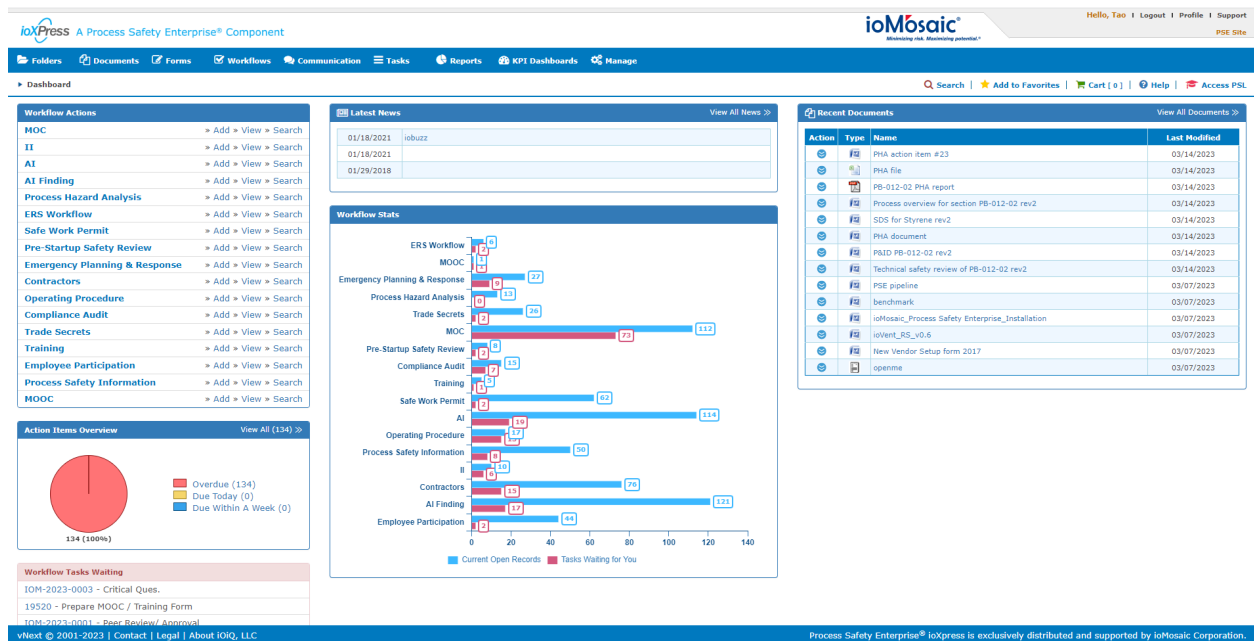 ioXPress A Process Safety Enterprise® Component
ioMosaic®
Minimizing risk. Maximizing potential.®
Hello, Tao | Logout | Profile | Support
PSE Site
Folders Documents Forms Workflows Communication Tasks Reports KPI Dashboards Manage
Dashboard
Search | Add to Favorites | Cart [ 0 ] | Help | Access PSL
Workflow Actions
MOC » Add » View » Search
II » Add » View » Search
AI » Add » View » Search
AI Finding » Add » View » Search
Process Hazard Analysis » Add » View » Search
ERS Workflow » Add » View » Search
Safe Work Permit » Add » View » Search
Pre-Startup Safety Review » Add » View » Search
Emergency Planning & Response » Add » View » Search
Contractors » Add » View » Search
Operating Procedure » Add » View » Search
Compliance Audit » Add » View » Search
Trade Secrets » Add » View » Search
Training » Add » View » Search
Employee Participation » Add » View » Search
Process Safety Information » Add » View » Search
MOOC » Add » View » Search
Action Items Overview View All (134) »
Overdue (134)
Due Today (0)
Due Within A Week (0)
134 (100%)
Workflow Tasks Waiting
IOM-2023-0003 - Critical Ques.
19520 - Prepare MOOC / Training Form
IOM-2023-0001 - Peer Review/ Approval
Latest News View All News »
01/18/2021 iobuzz
01/18/2021
01/29/2018
Workflow Stats
ERS Workflow 6 2
MOOC 1 1
Emergency Planning & Response 27 9
Process Hazard Analysis 13 0
Trade Secrets 26 2
MOC 112 73
Pre-Startup Safety Review 8 2
Compliance Audit 15 7
Training 5 1
Safe Work Permit 62 2
AI 114 19
Operating Procedure 17
Process Safety Information 50 8
II 10 6
Contractors 76 15
AI Finding 121 17
Employee Participation 44 2
0 20 40 60 80 100 120 140
Current Open Records Tasks Waiting for You
Recent Documents View All Documents »
Action Type Name Last Modified
PHA action item #23 03/14/2023
PHA file 03/14/2023
PB-012-02 PHA report 03/14/2023
Process overview for section PB-012-02 rev2 03/14/2023
SDS for Styrene rev2 03/14/2023
PHA document 03/14/2023
P&ID PB-012-02 rev2 03/14/2023
Technical safety review of PB-012-02 rev2 03/14/2023
PSE pipeline 03/07/2023
benchmark 03/07/2023
ioMosaic_Process Safety Enterprise_Installation 03/07/2023
ioVent_RS_v0.6 03/07/2023
New Vendor Setup form 2017 03/07/2023
openme 03/07/2023
vNext © 2001-2023 | Contact | Legal | About iOiQ, LLC
Process Safety Enterprise® ioXpress is exclusively distributed and supported by ioMosaic Corporation.